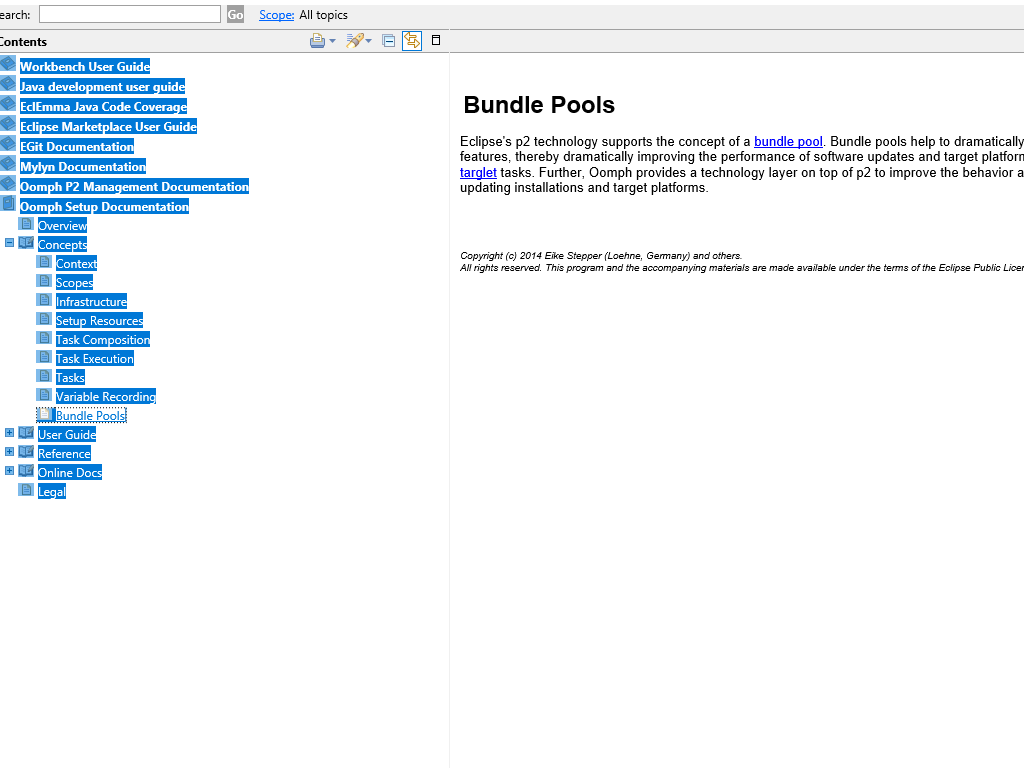 earch:
Go
Scope: All topics
Contents
Workbench User Guide
Java development user guide
EclEmma Java Code Coverage
Eclipse Marketplace User Guide
EGit Documentation
Mylyn Documentation
Oomph P2 Management Documentation
Oomph Setup Documentation
Overview
Concepts
Context
Scopes
Infrastructure
Setup Resources
Task Composition
Task Execution
Tasks
Variable Recording
Bundle Pools
User Guide
Reference
Online Docs
Legal
Bundle Pools
Eclipse's p2 technology supports the concept of a bundle pool. Bundle pools help to dramatically
features, thereby dramatically improving the performance of software updates and target platform
targlet tasks. Further, Oomph provides a technology layer on top of p2 to improve the behavior a
updating installations and target platforms.
Copyright (c) 2014 Eike Stepper (Loehne, Germany) and others.
All rights reserved. This program and the accompanying materials are made available under the terms of the Eclipse Public Licen